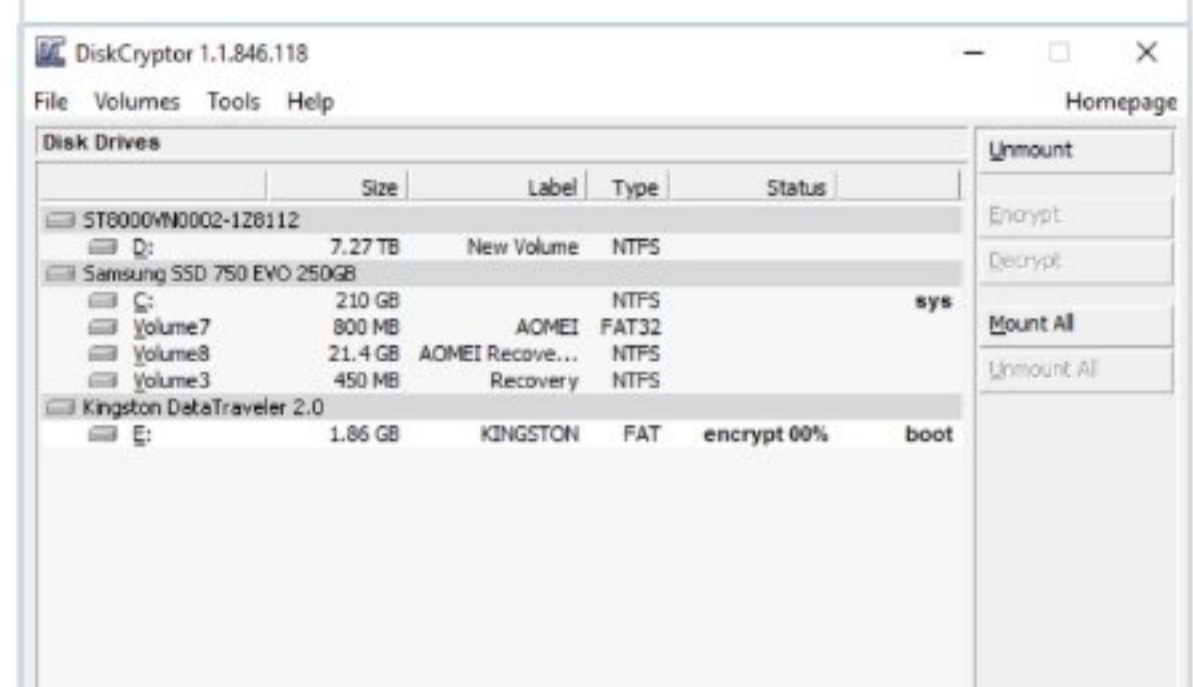 DiskCryptor 1.1.846.118
File Volumes Tools Help Homepage
Disk Drives
Size Label Type Status
ST8000VN0002-1Z8112
D: 7.27 TB New Volume NTFS
Samsung SSD 750 EVO 250GB
C: 210 GB NTFS sys
Volume7 800 MB AOMEI FAT32
Volume8 21.4 GB AOMEI Recove... NTFS
Volume3 450 MB Recovery NTFS
Kingston DataTraveler 2.0
E: 1.86 GB KINGSTON FAT encrypt 00% boot
Unmount
Encrypt
Decrypt
Mount All
Unmount All